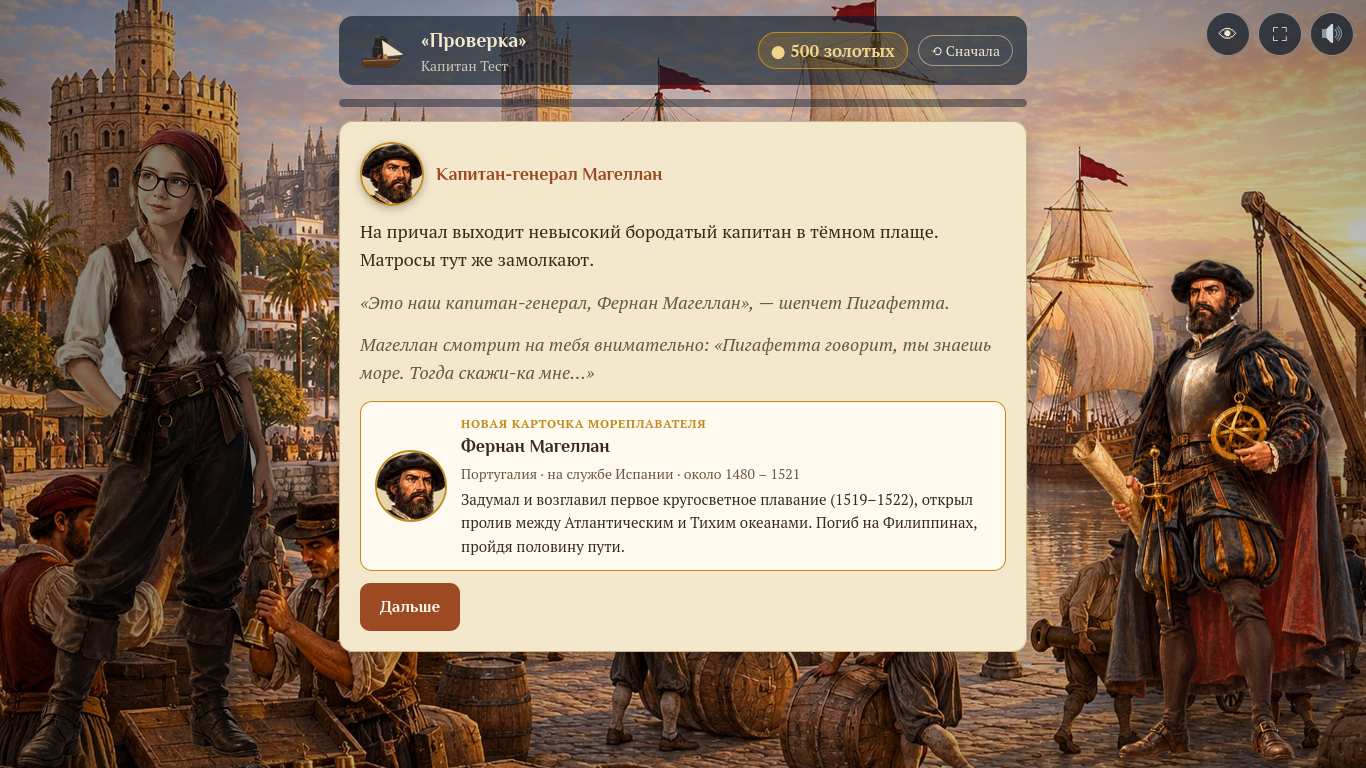 «Проверка»
Капитан Тест
500 золотых
⟲ Сначала
Капитан-генерал Магеллан
На причал выходит невысокий бородатый капитан в тёмном плаще.
Матросы тут же замолкают.
«Это наш капитан-генерал, Фернан Магеллан», — шепчет Пигафетта.
Магеллан смотрит на тебя внимательно: «Пигафетта говорит, ты знаешь
море. Тогда скажи-ка мне…»
НОВАЯ КАРТОЧКА МОРЕПЛАВАТЕЛЯ
Фернан Магеллан
Португалия · на службе Испании · около 1480 – 1521
Задумал и возглавил первое кругосветное плавание (1519–1522), открыл
пролив между Атлантическим и Тихим океанами. Погиб на Филиппинах,
пройдя половину пути.
Дальше